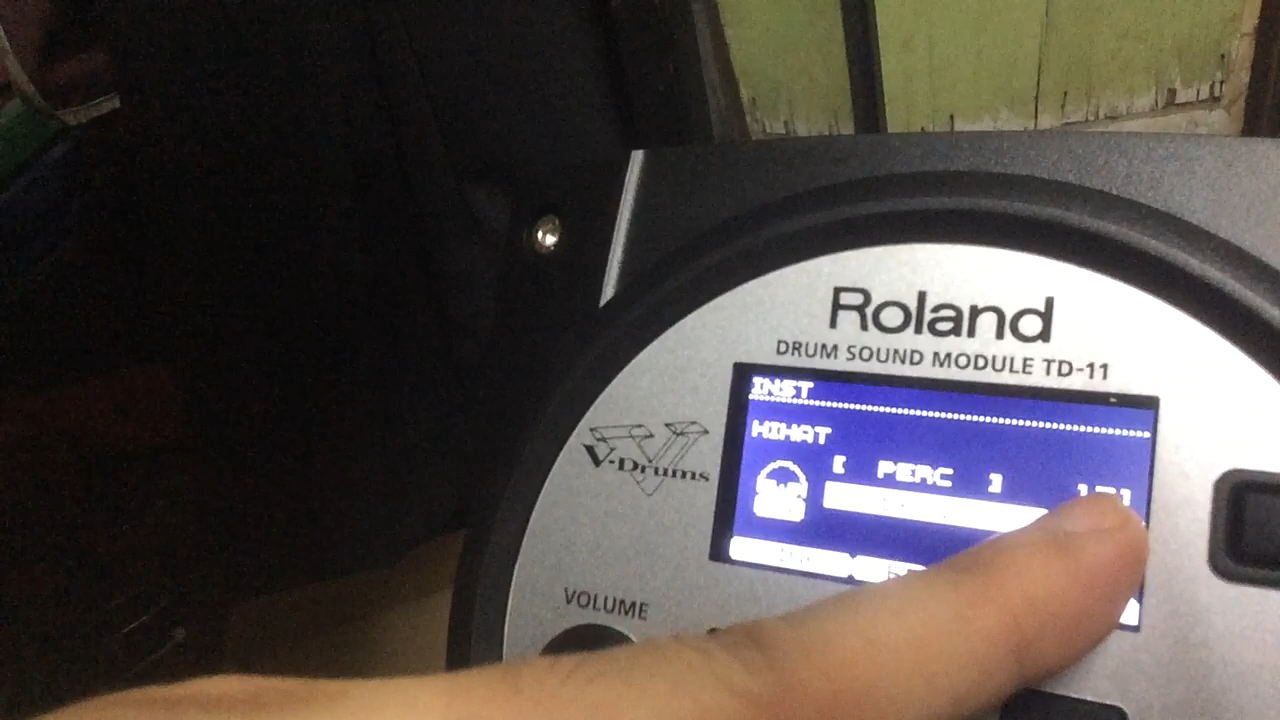 Roland
DRUM SOUND MODULE TD-11
INST
HIHAT
[ PERC ]
V-Drums
VOLUME